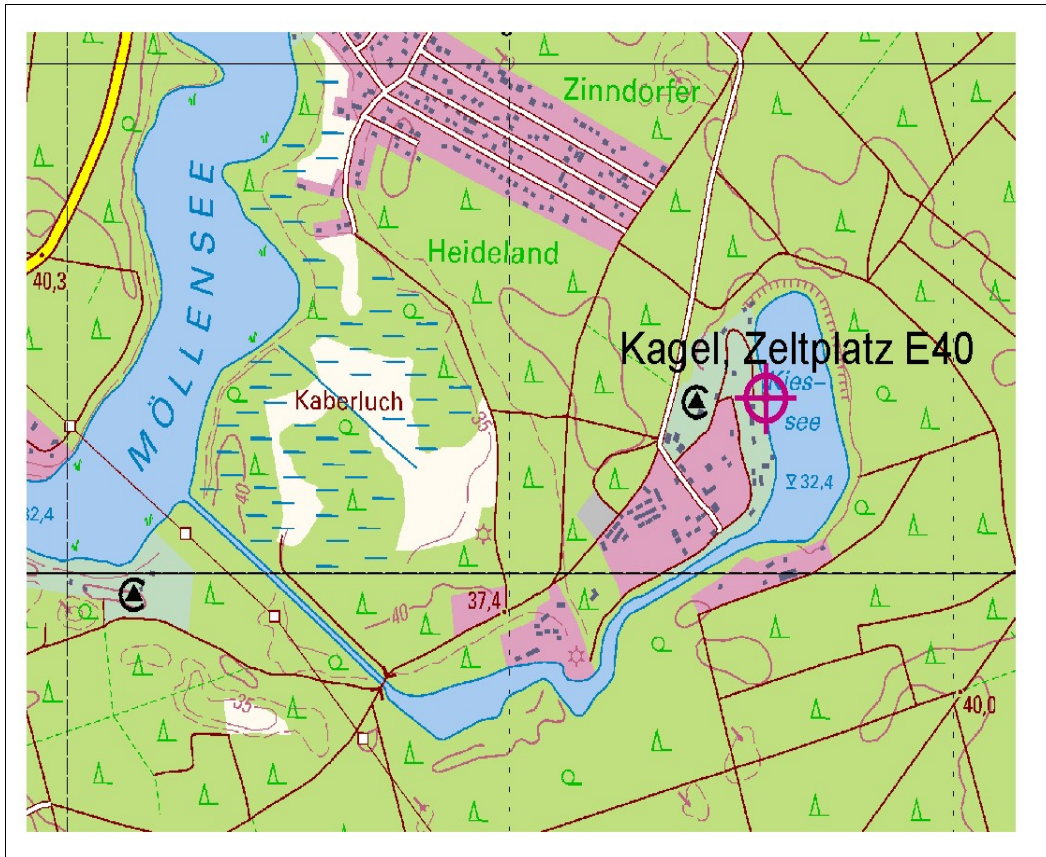 Zinndorfer
Heideland
MÖLLENSEE
40,3
Kagel, Zeltplatz E40
Kies-
see
Kaberluch
35
40
32,4
32,4
37,4
40
35
40,0